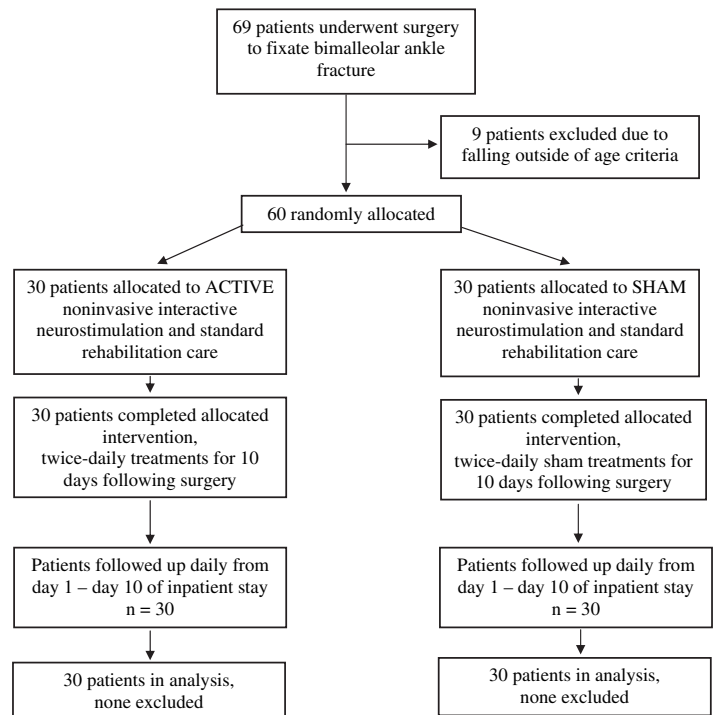 69 patients underwent surgery
to fixate bimalleolar ankle
fracture
9 patients excluded due to
falling outside of age criteria
60 randomly allocated
30 patients allocated to ACTIVE
noninvasive interactive
neurostimulation and standard
rehabilitation care
30 patients allocated to SHAM
noninvasive interactive
neurostimulation and standard
rehabilitation care
30 patients completed allocated
intervention,
twice-daily treatments for 10
days following surgery
30 patients completed allocated
intervention,
twice-daily sham treatments for
10 days following surgery
Patients followed up daily from
day 1 – day 10 of inpatient stay
n = 30
Patients followed up daily from
day 1 – day 10 of inpatient stay
n = 30
30 patients in analysis,
none excluded
30 patients in analysis,
none excluded